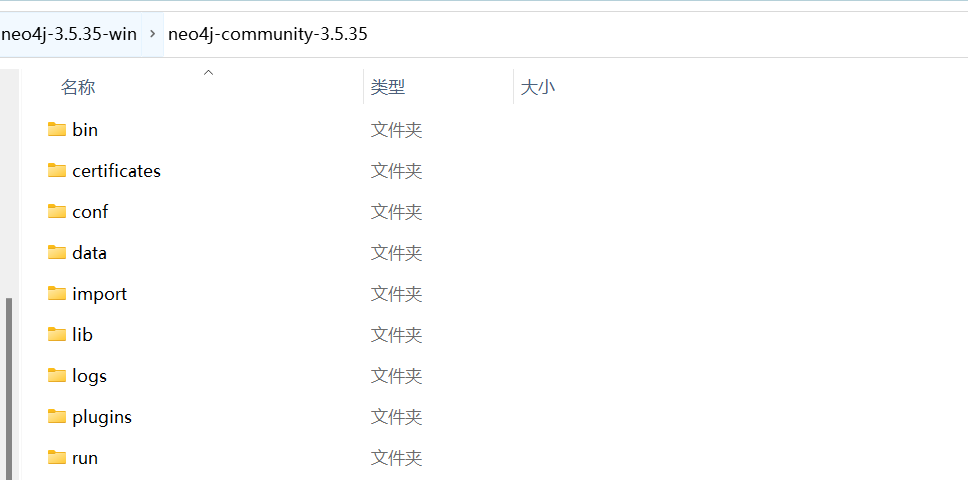 neo4j-3.5.35-win > neo4j-community-3.5.35
名称 类型 大小
bin 文件夹
certificates 文件夹
conf 文件夹
data 文件夹
import 文件夹
lib 文件夹
logs 文件夹
plugins 文件夹
run 文件夹